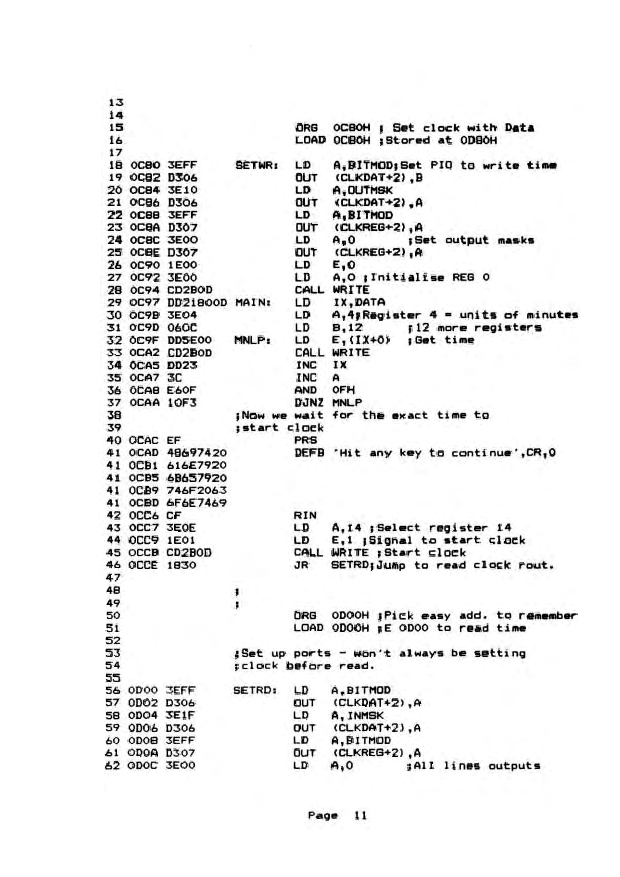 13
14
15 ORG 0C80H ; Set clock with Data
16 LOAD 0C80H ;Stored at 0D80H
17
18 0C80 3EFF SETWR: LD A,BITMOD;Set PIO to write time
19 0C82 D306 OUT (CLKDAT+2),B
20 0C84 3E10 LD A,OUTMSK
21 0C86 D306 OUT (CLKDAT+2),A
22 0C88 3EFF LD A,BITMOD
23 0C8A D307 OUT (CLKREG+2),A
24 0C8C 3E00 LD A,0 ;Set output masks
25 0C8E D307 OUT (CLKREG+2),A
26 0C90 1E00 LD E,0
27 0C92 3E00 LD A,0 ;Initialise REG 0
28 0C94 CD2B0D CALL WRITE
29 0C97 DD21800D MAIN: LD IX,DATA
30 0C9B 3E04 LD A,4;Register 4 = units of minutes
31 0C9D 060C LD B,12 ;12 more registers
32 0C9F DD5E00 MNLP: LD E,(IX+0) ;Get time
33 0CA2 CD2B0D CALL WRITE
34 0CA5 DD23 INC IX
35 0CA7 3C INC A
36 0CA8 E60F AND 0FH
37 0CAA 10F3 DJNZ MNLP
38 ;Now we wait for the exact time to
39 ;start clock
40 0CAC EF PRS
41 0CAD 48697420 DEFB 'Hit any key to continue',CR,0
41 0CB1 616E7920
41 0CB5 6B657920
41 0CB9 746F2063
41 0CBD 6F6E7469
42 0CC6 CF RIN
43 0CC7 3E0E LD A,14 ;Select register 14
44 0CC9 1E01 LD E,1 ;Signal to start clock
45 0CCB CD2B0D CALL WRITE ;Start clock
46 0CCE 1830 JR SETRD;Jump to read clock rout.
47
48 ;
49 ;
50 ORG 0D00H ;Pick easy add. to remember
51 LOAD 0D00H ;E 0D00 to read time
52
53 ;Set up ports - won't always be setting
54 ;clock before read.
55
56 0D00 3EFF SETRD: LD A,BITMOD
57 0D02 D306 OUT (CLKDAT+2),A
58 0D04 3E1F LD A,INMSK
59 0D06 D306 OUT (CLKDAT+2),A
60 0D08 3EFF LD A,BITMOD
61 0D0A D307 OUT (CLKREG+2),A
62 0D0C 3E00 LD A,0 ;All lines outputs
Page 11